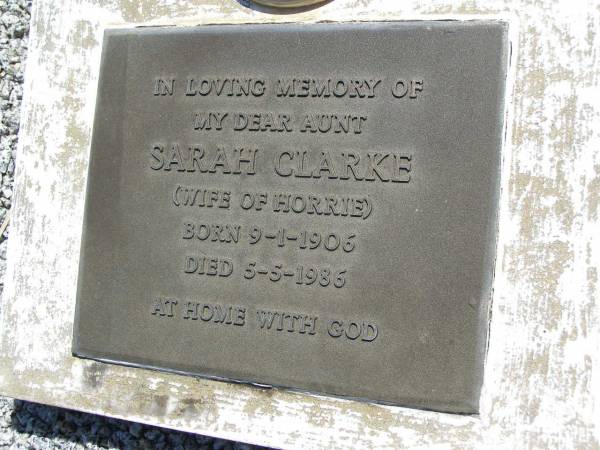 IN LOVING MEMORY OF
MY DEAR AUNT
SARAH CLARKE
(WIFE OF HORRIE)
BORN 9-1-1906
DIED 5-5-1986
AT HOME WITH GOD